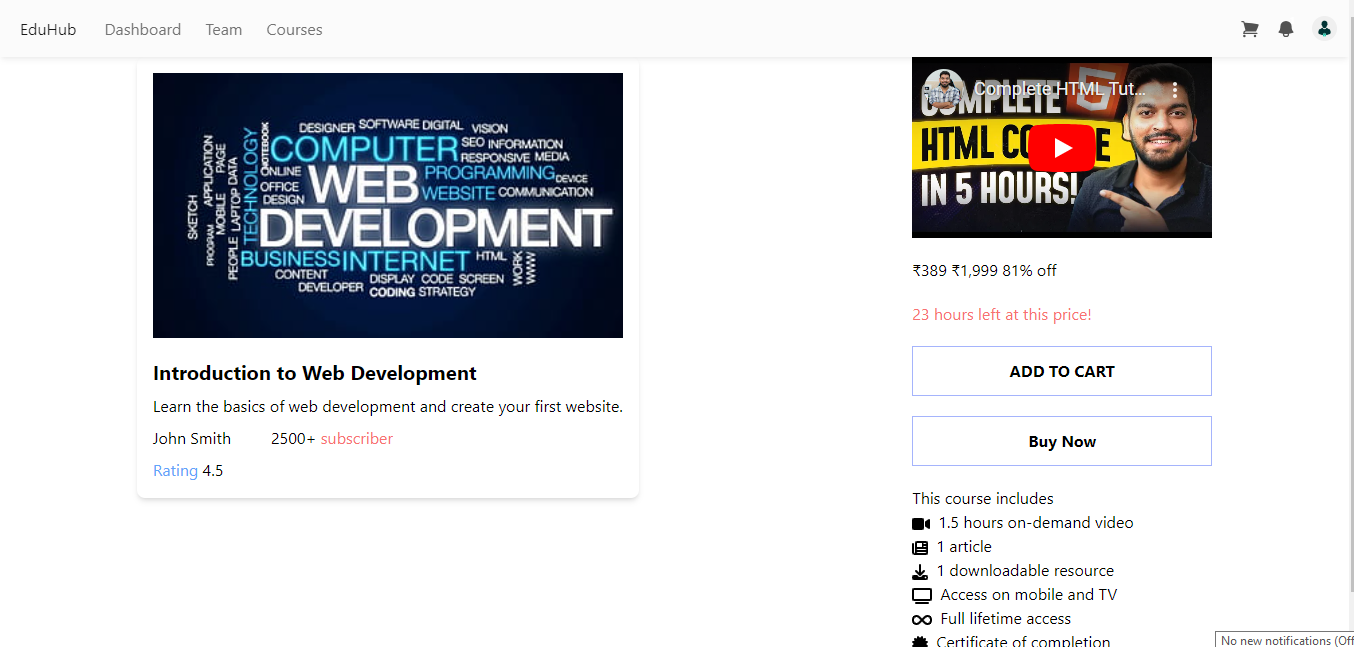 EduHub Dashboard Team Courses
DESIGNER SOFTWARE DIGITAL VISION
COMPUTER SEO INFORMATION
RESPONSIVE MEDIA
ONLINE PROGRAMMING DEVICE
OFFICE WEB WEBSITE COMMUNICATION
DESIGN
DEVELOPMENT
BUSINESS INTERNET HTML
CONTENT DISPLAY CODE SCREEN
DEVELOPER CODING STRATEGY
SKETCH
PROGRAM
APPLICATION
MOBILE PAGE
PEOPLE LAPTOP DATA
TECHNOLOGY
NOTEBOOK
WORK
WWW
Introduction to Web Development
Learn the basics of web development and create your first website.
John Smith 2500+ subscriber
Rating 4.5
Complete HTML Tut...
COMPLETE
HTML CO E
IN 5 HOURS!
₹389 ₹1,999 81% off
23 hours left at this price!
ADD TO CART
Buy Now
This course includes
1.5 hours on-demand video
1 article
1 downloadable resource
Access on mobile and TV
Full lifetime access
Certificate of completion
No new notifications (Off